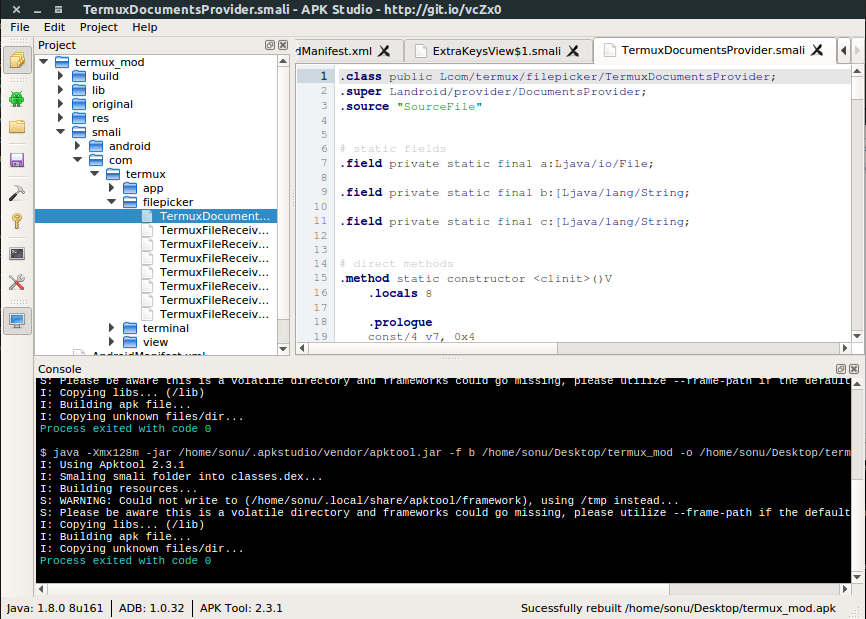 TermuxDocumentsProvider.smali - APK Studio - http://git.io/vcZx0
File Edit Project Help
Project
termux_mod
build
lib
original
res
smali
android
com
termux
app
filepicker
TermuxDocument...
TermuxFileReceiv...
TermuxFileReceiv...
TermuxFileReceiv...
TermuxFileReceiv...
TermuxFileReceiv...
TermuxFileReceiv...
TermuxFileReceiv...
terminal
view
AndroidManifest.xml
dManifest.xml
ExtraKeysView$1.smali
TermuxDocumentsProvider.smali
1 .class public Lcom/termux/filepicker/TermuxDocumentsProvider;
2 .super Landroid/provider/DocumentsProvider;
3 .source "SourceFile"
4
5
6 # static fields
7 .field private static final a:Ljava/io/File;
8
9 .field private static final b:[Ljava/lang/String;
10
11 .field private static final c:[Ljava/lang/String;
12
13
14 # direct methods
15 .method static constructor <clinit>()V
16 .locals 8
17
18 .prologue
19 const/4 v7, 0x4
Console
S: Please be aware this is a volatile directory and frameworks could go missing, please utilize --frame-path if the default
I: Copying libs... (/lib)
I: Building apk file...
I: Copying unknown files/dir...
Process exited with code 0
$ java -Xmx128m -jar /home/sonu/.apkstudio/vendor/apktool.jar -f b /home/sonu/Desktop/termux_mod -o /home/sonu/Desktop/term
I: Using Apktool 2.3.1
I: Smaling smali folder into classes.dex...
I: Building resources...
S: WARNING: Could not write to (/home/sonu/.local/share/apktool/framework), using /tmp instead...
S: Please be aware this is a volatile directory and frameworks could go missing, please utilize --frame-path if the default
I: Copying libs... (/lib)
I: Building apk file...
I: Copying unknown files/dir...
Process exited with code 0
Java: 1.8.0 8u161 ADB: 1.0.32 APK Tool: 2.3.1 Sucessfully rebuilt /home/sonu/Desktop/termux_mod.apk